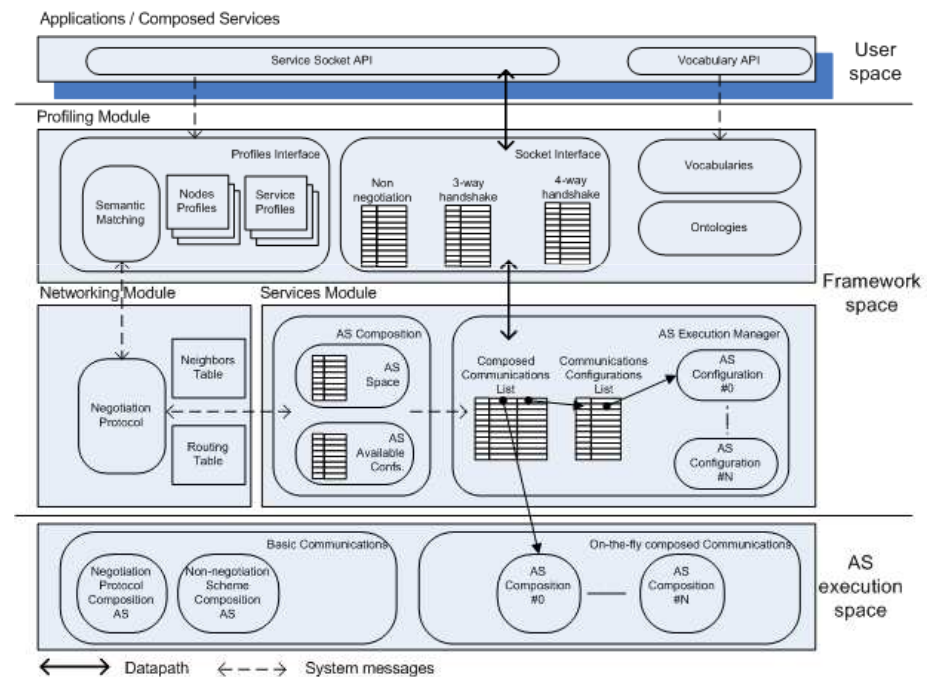 Applications / Composed Services
Service Socket API
Vocabulary API
User
space
Profiling Module
Profiles Interface
Semantic
Matching
Nodes
Profiles
Service
Profiles
Socket Interface
Non
negotiation
3-way
handshake
4-way
handshake
Vocabularies
Ontologies
Framework
space
Networking Module
Negotiation
Protocol
Neighbors
Table
Routing
Table
Services Module
AS Composition
AS
Space
AS
Available
Confs.
AS Execution Manager
Composed
Communications
List
Communications
Configurations
List
AS
Configuration
#0
AS
Configuration
#N
Basic Communications
Negotiation
Protocol
Composition
AS
Non-negotiation
Scheme
Composition
AS
On-the-fly composed Communications
AS
Composition
#0
AS
Composition
#N
AS
execution
space
Datapath
System messages